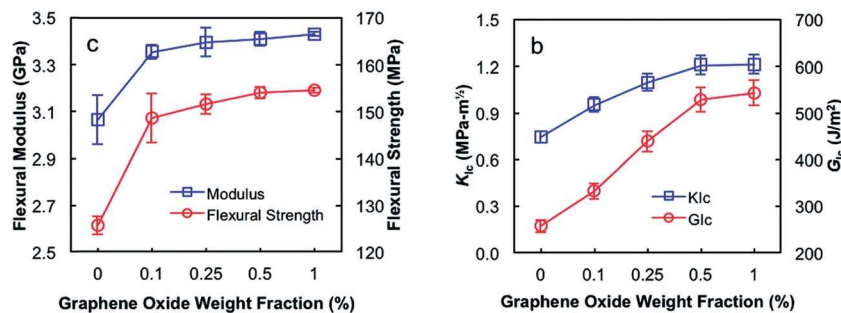 c
Flexural Modulus (GPa)
3.5
3.3
3.1
2.9
2.7
2.5
170
160
150
140
130
120
Flexural Strength (MPa)
Modulus
Flexural Strength
0 0.1 0.25 0.5 1
Graphene Oxide Weight Fraction (%)
b
K_Ic (MPa-m^½)
1.5
1.2
0.9
0.6
0.3
0.0
700
600
500
400
300
200
G_Ic (J/m²)
KIc
GIc
0 0.1 0.25 0.5 1
Graphene Oxide Weight Fraction (%)